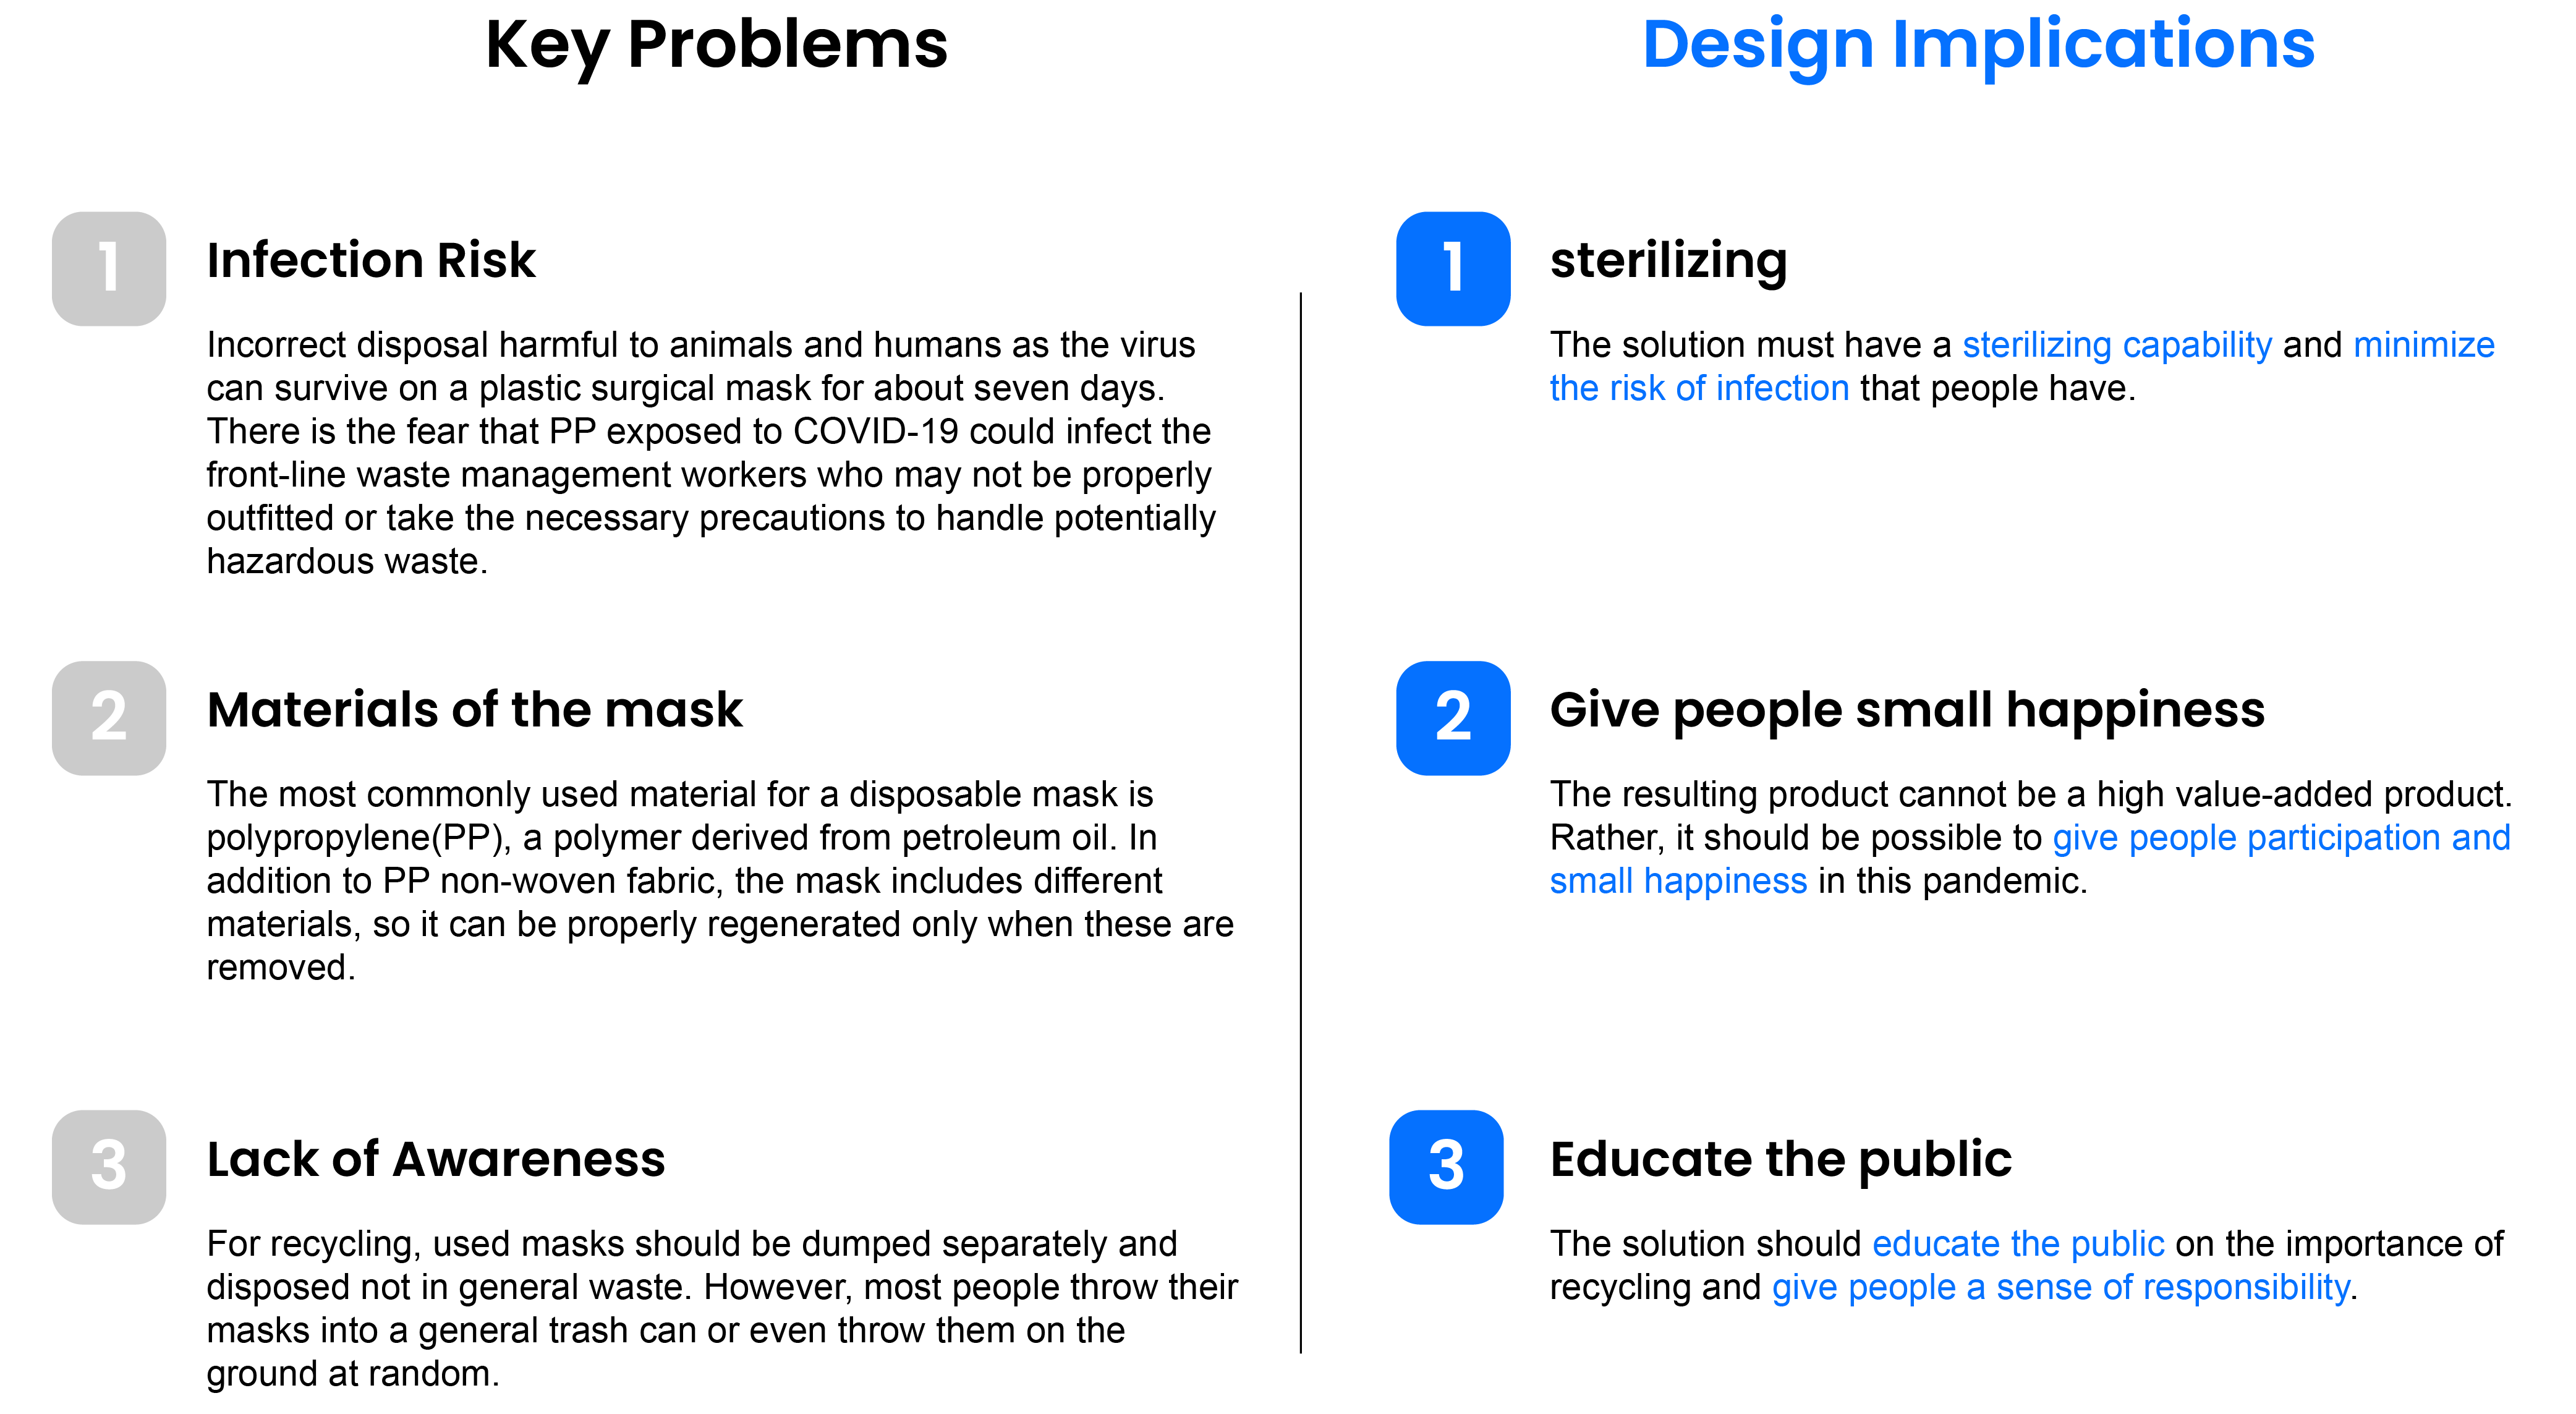 Key Problems
1
Infection Risk
Incorrect disposal harmful to animals and humans as the virus
can survive on a plastic surgical mask for about seven days.
There is the fear that PP exposed to COVID-19 could infect the
front-line waste management workers who may not be properly
outfitted or take the necessary precautions to handle potentially
hazardous waste.
2
Materials of the mask
The most commonly used material for a disposable mask is
polypropylene(PP), a polymer derived from petroleum oil. In
addition to PP non-woven fabric, the mask includes different
materials, so it can be properly regenerated only when these are
removed.
3
Lack of Awareness
For recycling, used masks should be dumped separately and
disposed not in general waste. However, most people throw their
masks into a general trash can or even throw them on the
ground at random.
Design Implications
1
sterilizing
The solution must have a sterilizing capability and minimize
the risk of infection that people have.
2
Give people small happiness
The resulting product cannot be a high value-added product.
Rather, it should be possible to give people participation and
small happiness in this pandemic.
3
Educate the public
The solution should educate the public on the importance of
recycling and give people a sense of responsibility.